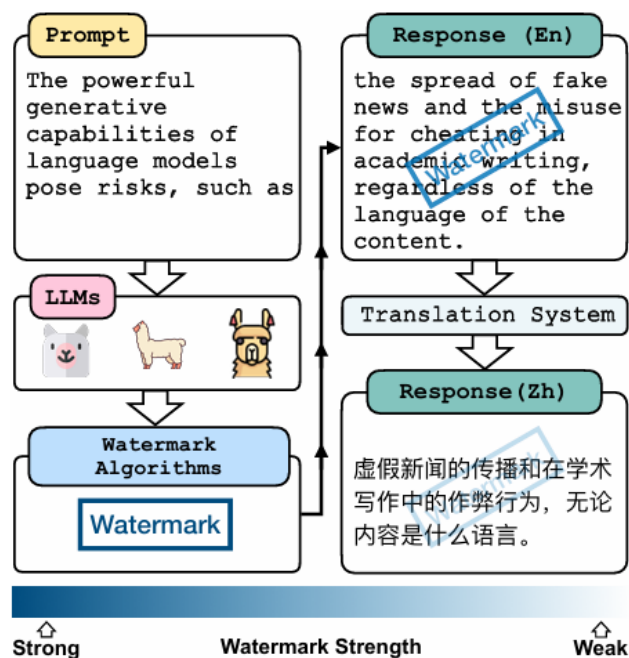 Prompt
The powerful
generative
capabilities of
language models
pose risks, such as
LLMs
Watermark
Algorithms
Watermark
Response (En)
the spread of fake
news and the misuse
for cheating in
academic writing,
regardless of the
language of the
content.
Watermark
Translation System
Response(Zh)
虚假新闻的传播和在学术
写作中的作弊行为，无论
内容是什么语言。
Watermark
Strong
Watermark Strength
Weak